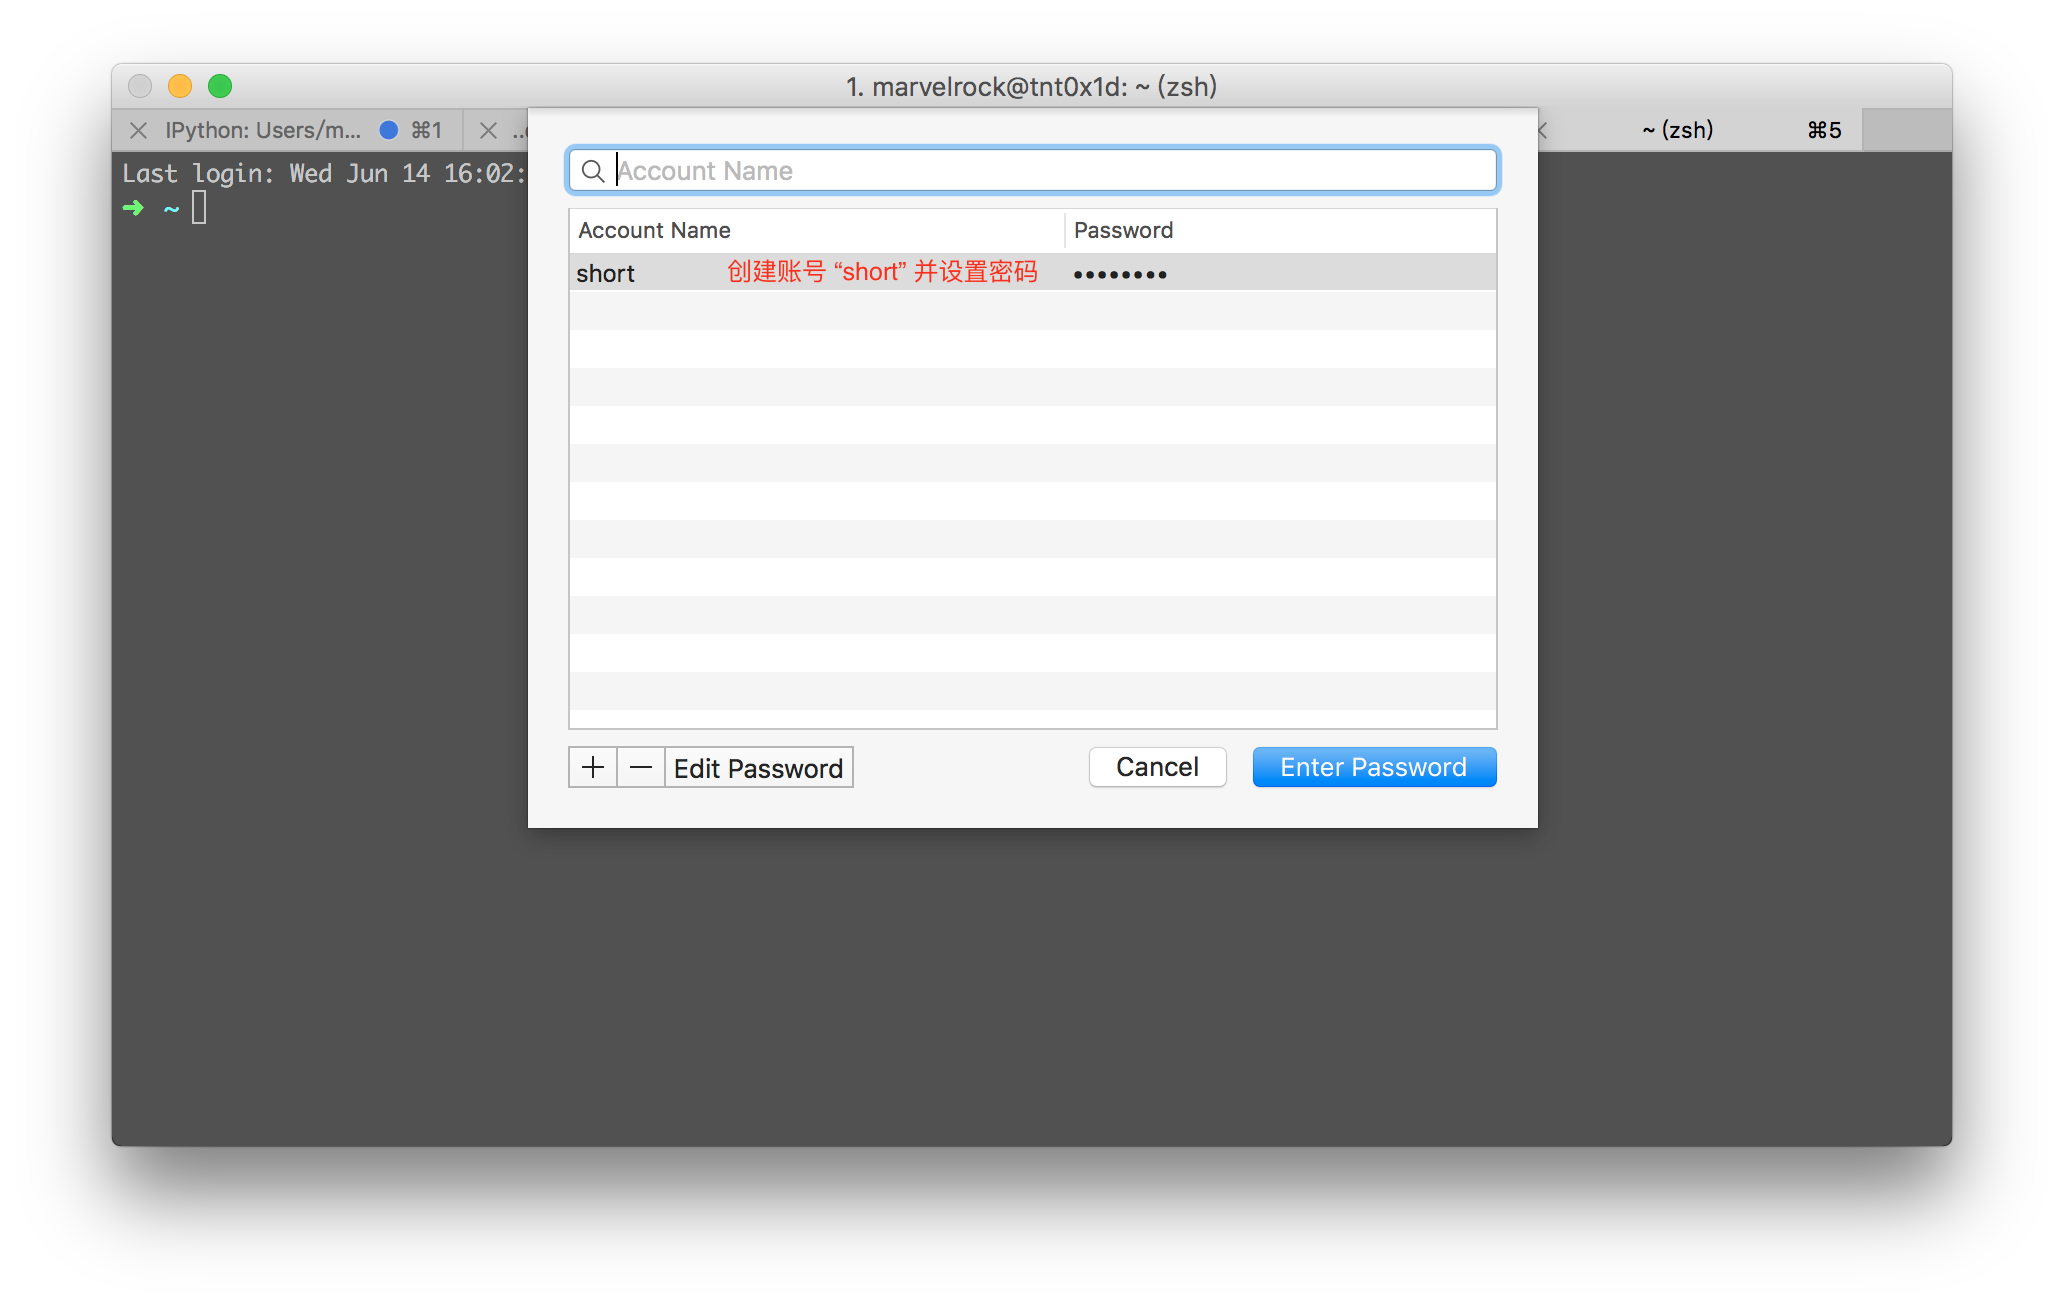 1. marvelrock@tnt0x1d: ~ (zsh)
IPython: Users/m... ⌘1 ~ (zsh) ⌘5
Last login: Wed Jun 14 16:02:
➜ ~
Account Name
Account Name Password
short 创建账号 “short” 并设置密码 ••••••••
+ — Edit Password Cancel Enter Password